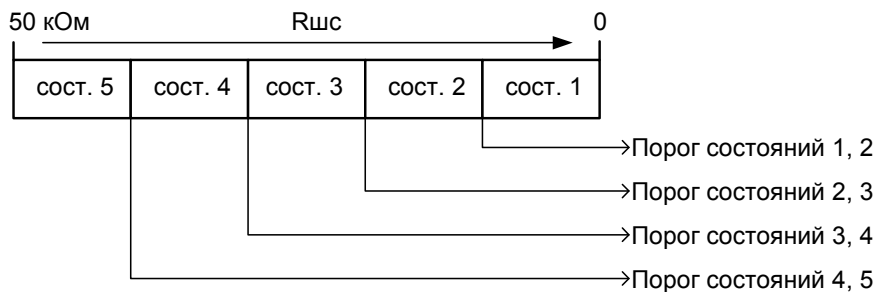 50 кОм Rшс 0
сост. 5 сост. 4 сост. 3 сост. 2 сост. 1
Порог состояний 1, 2
Порог состояний 2, 3
Порог состояний 3, 4
Порог состояний 4, 5